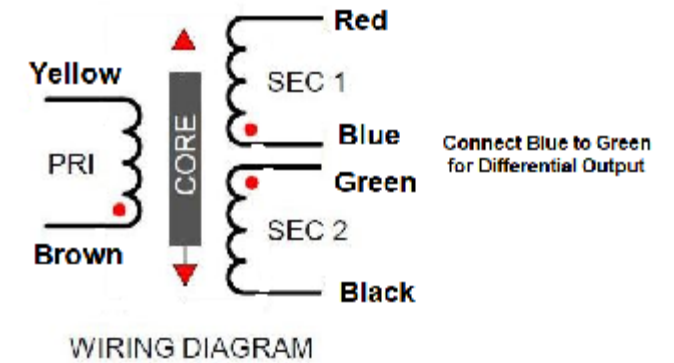 Red
Yellow
SEC 1
CORE
Blue
Connect Blue to Green
for Differential Output
PRI
Green
SEC 2
Brown
Black
WIRING DIAGRAM